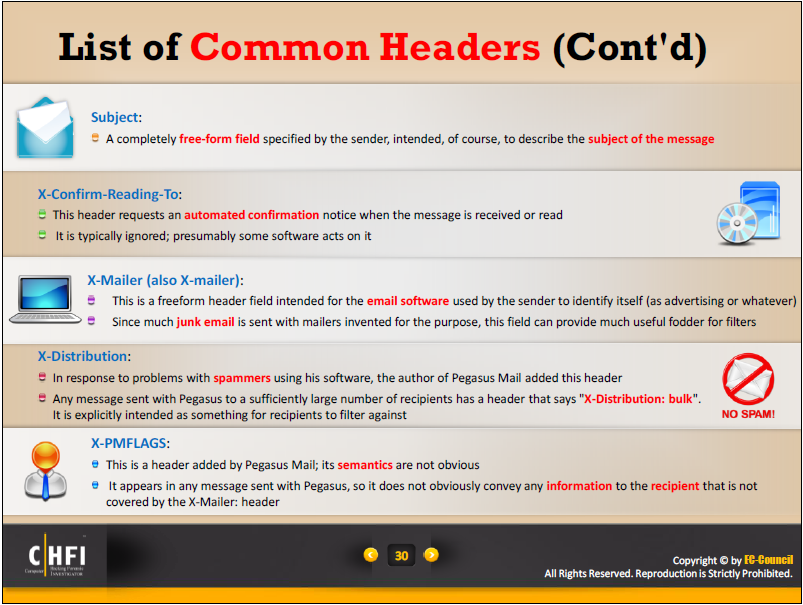 List of Common Headers (Cont'd)
Subject:
A completely free-form field specified by the sender, intended, of course, to describe the subject of the message
X-Confirm-Reading-To:
This header requests an automated confirmation notice when the message is received or read
It is typically ignored; presumably some software acts on it
X-Mailer (also X-mailer):
This is a freeform header field intended for the email software used by the sender to identify itself (as advertising or whatever)
Since much junk email is sent with mailers invented for the purpose, this field can provide much useful fodder for filters
X-Distribution:
In response to problems with spammers using his software, the author of Pegasus Mail added this header
Any message sent with Pegasus to a sufficiently large number of recipients has a header that says "X-Distribution: bulk".
It is explicitly intended as something for recipients to filter against
NO SPAM!
X-PMFLAGS:
This is a header added by Pegasus Mail; its semantics are not obvious
It appears in any message sent with Pegasus, so it does not obviously convey any information to the recipient that is not
covered by the X-Mailer: header
CHFI
Computer Hacking Forensic
INVESTIGATOR
30
Copyright © by EC-Council
All Rights Reserved. Reproduction is Strictly Prohibited.